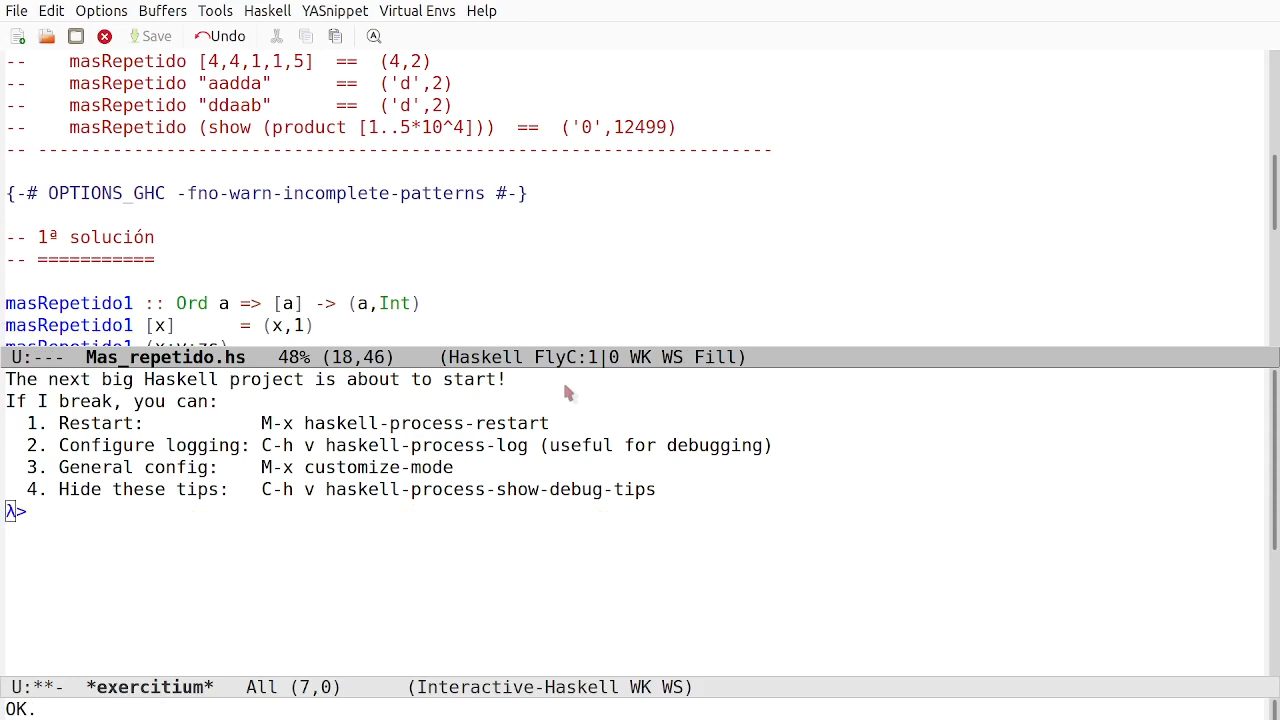 File Edit Options Buffers Tools Haskell YASnippet Virtual Envs Help
Save Undo
--    masRepetido [4,4,1,1,5]  ==  (4,2)
--    masRepetido "aadda"      ==  ('d',2)
--    masRepetido "ddaab"      ==  ('d',2)
--    masRepetido (show (product [1..5*10^4]))  ==  ('0',12499)
-- ---------------------------------------------------------------------
{-# OPTIONS_GHC -fno-warn-incomplete-patterns #-}
-- 1ª solución
-- ===========
masRepetido1 :: Ord a => [a] -> (a,Int)
masRepetido1 [x]      = (x,1)
masRepetido1 (x:y:zs)
U:---  Mas_repetido.hs   48% (18,46)    (Haskell FlyC:1|0 WK WS Fill)
The next big Haskell project is about to start!
If I break, you can:
  1. Restart:           M-x haskell-process-restart
  2. Configure logging: C-h v haskell-process-log (useful for debugging)
  3. General config:    M-x customize-mode
  4. Hide these tips:   C-h v haskell-process-show-debug-tips
λ>
U:**-  *exercitium*   All (7,0)      (Interactive-Haskell WK WS)
OK.